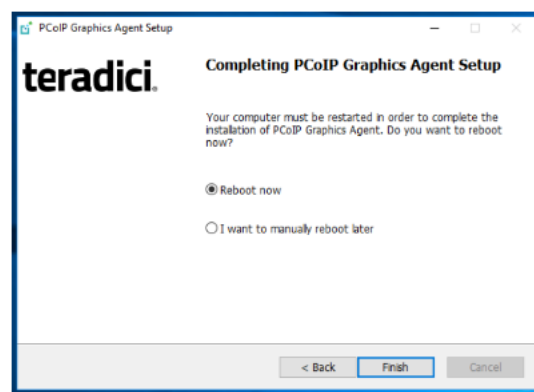 PCoIP Graphics Agent Setup
teradici.
Completing PCoIP Graphics Agent Setup
Your computer must be restarted in order to complete the
installation of PCoIP Graphics Agent. Do you want to reboot
now?
Reboot now
I want to manually reboot later
< Back
Finish
Cancel